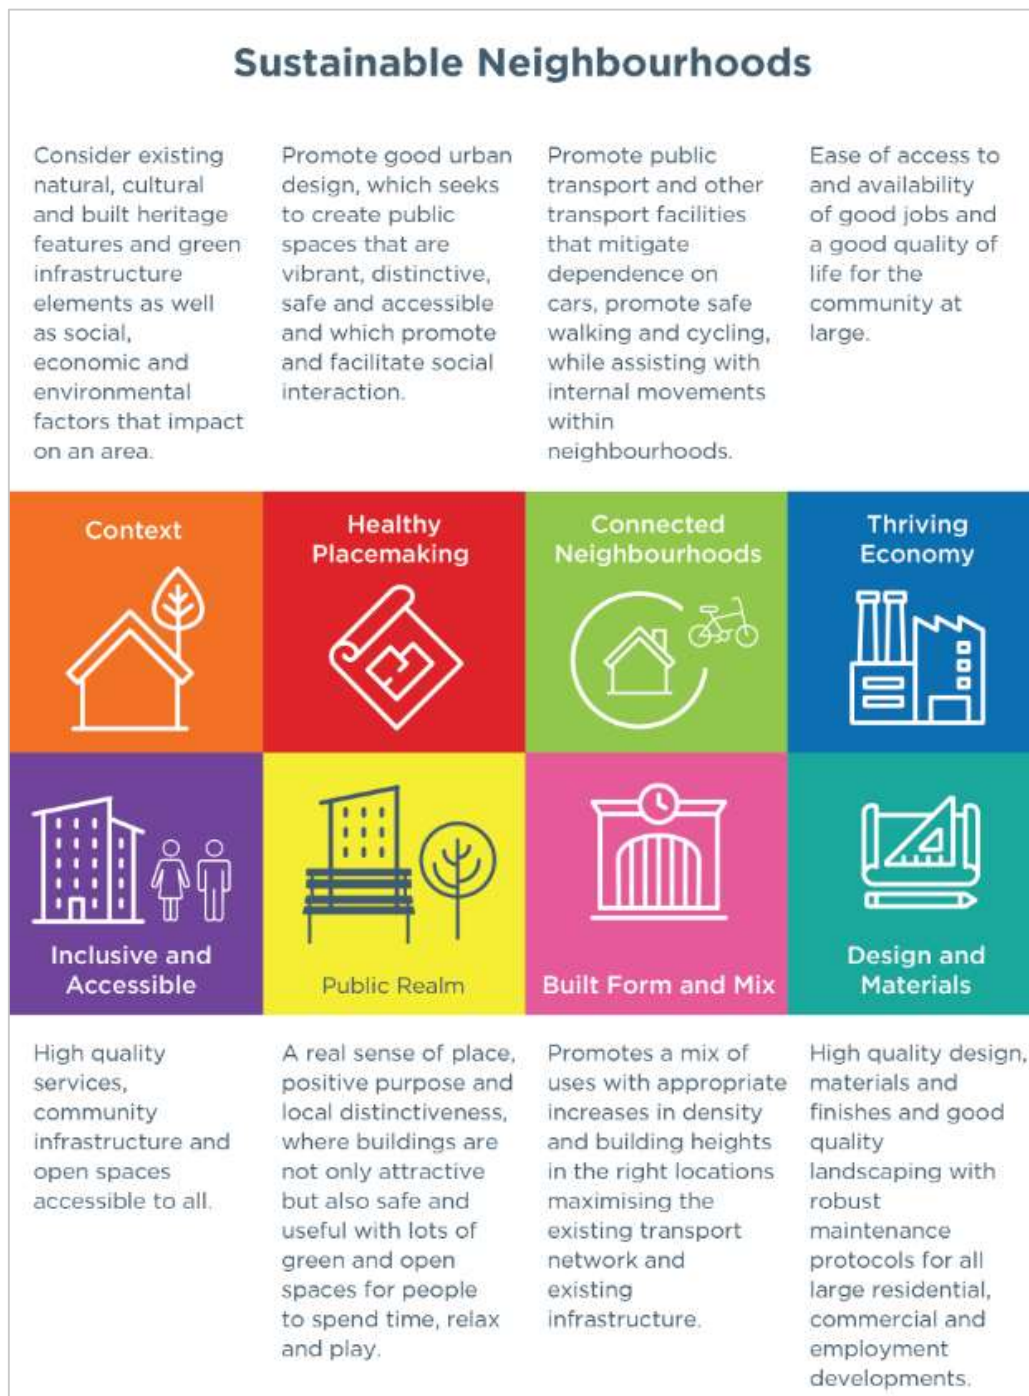 Sustainable Neighbourhoods
Consider existing
natural, cultural
and built heritage
features and green
infrastructure
elements as well
as social,
economic and
environmental
factors that impact
on an area.
Promote good urban
design, which seeks
to create public
spaces that are
vibrant, distinctive,
safe and accessible
and which promote
and facilitate social
interaction.
Promote public
transport and other
transport facilities
that mitigate
dependence on
cars, promote safe
walking and cycling,
while assisting with
internal movements
within
neighbourhoods.
Ease of access to
and availability
of good jobs and
a good quality of
life for the
community at
large.
Context
Healthy
Placemaking
Connected
Neighbourhoods
Thriving
Economy
Inclusive and
Accessible
Public Realm
Built Form and Mix
Design and
Materials
High quality
services,
community
infrastructure and
open spaces
accessible to all.
A real sense of place,
positive purpose and
local distinctiveness,
where buildings are
not only attractive
but also safe and
useful with lots of
green and open
spaces for people
to spend time, relax
and play.
Promotes a mix of
uses with appropriate
increases in density
and building heights
in the right locations
maximising the
existing transport
network and
existing
infrastructure.
High quality design,
materials and
finishes and good
quality
landscaping with
robust
maintenance
protocols for all
large residential,
commercial and
employment
developments.